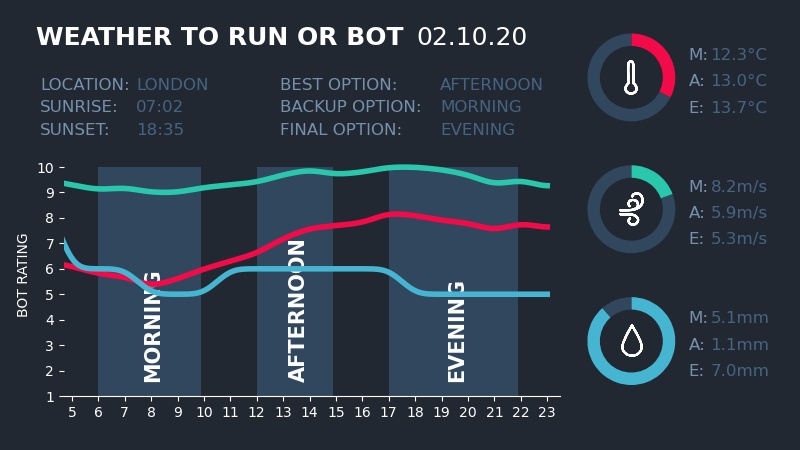 WEATHER TO RUN OR BOT 02.10.20
LOCATION: LONDON
SUNRISE: 07:02
SUNSET: 18:35
BEST OPTION: AFTERNOON
BACKUP OPTION: MORNING
FINAL OPTION: EVENING
M: 12.3°C
A: 13.0°C
E: 13.7°C
M: 8.2m/s
A: 5.9m/s
E: 5.3m/s
M: 5.1mm
A: 1.1mm
E: 7.0mm
BOT RATING
10
9
8
7
6
5
4
3
2
1
MORNING
AFTERNOON
EVENING
5 6 7 8 9 10 11 12 13 14 15 16 17 18 19 20 21 22 23